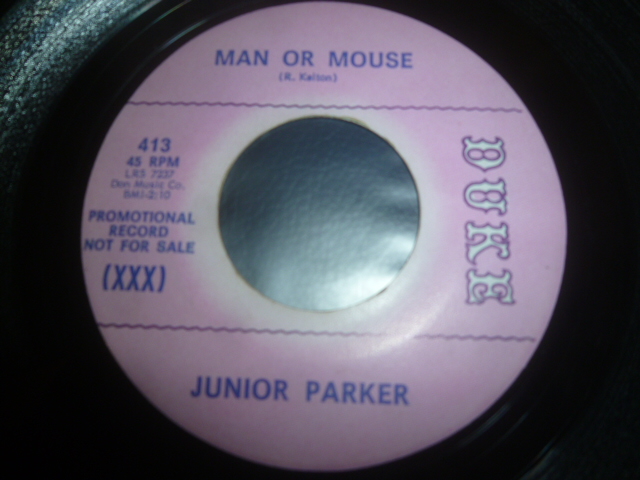 MAN OR MOUSE
(R. Kelton)
413
45 RPM
LRS 7237
Don Music Co.
BMI-2:10
PROMOTIONAL
RECORD
NOT FOR SALE
(XXX)
DUKE
JUNIOR PARKER